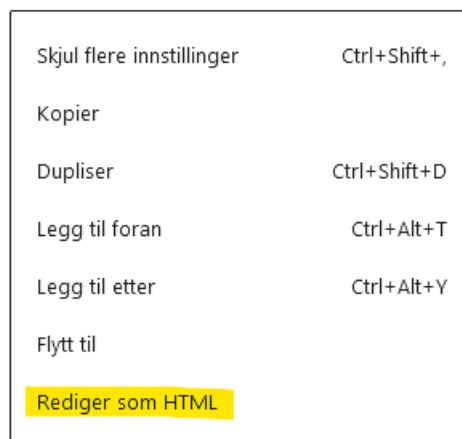 Skjul flere innstillinger Ctrl+Shift+,
Kopier
Dupliser Ctrl+Shift+D
Legg til foran Ctrl+Alt+T
Legg til etter Ctrl+Alt+Y
Flytt til
Rediger som HTML